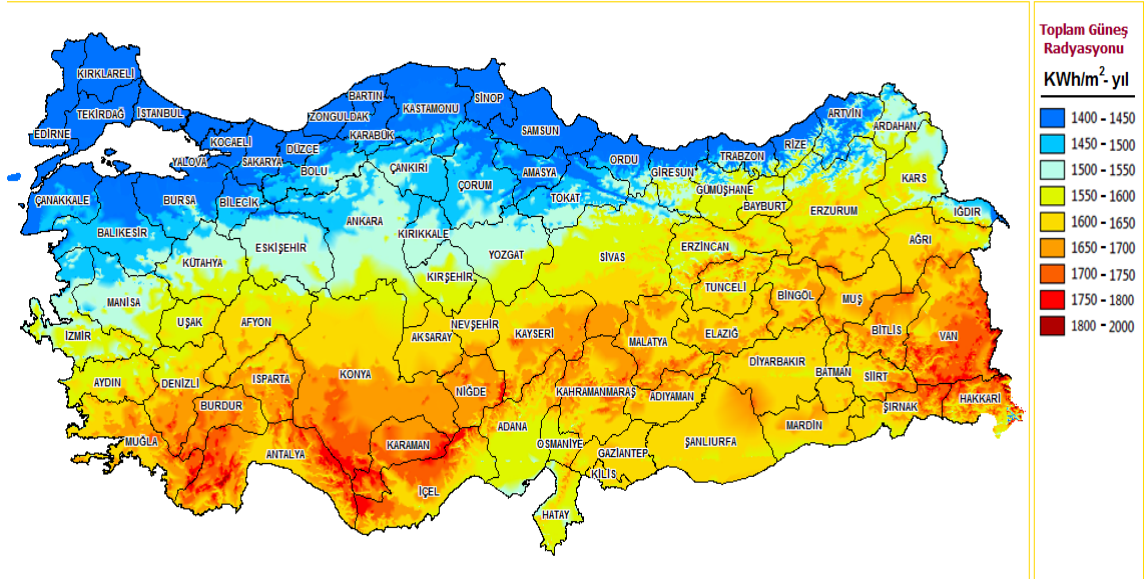 Toplam Güneş
Radyasyonu
KWh/m²- yıl
1400 - 1450
1450 - 1500
1500 - 1550
1550 - 1600
1600 - 1650
1650 - 1700
1700 - 1750
1750 - 1800
1800 - 2000
KIRKLARELİ
TEKİRDAĞ
İSTANBUL
EDİRNE
KOCAELİ
YALOVA
SAKARYA
DÜZCE
ZONGULDAK
BARTIN
KARABÜK
KASTAMONU
SİNOP
SAMSUN
BOLU
ÇANKIRI
ÇORUM
AMASYA
ORDU
GİRESUN
TRABZON
RİZE
ARTVİN
ARDAHAN
ÇANAKKALE
BURSA
BİLECİK
TOKAT
GÜMÜŞHANE
BAYBURT
ERZURUM
KARS
IĞDIR
BALIKESİR
KÜTAHYA
ESKİŞEHİR
ANKARA
KIRIKKALE
YOZGAT
SİVAS
ERZİNCAN
AĞRI
KIRŞEHİR
TUNCELİ
BİNGÖL
MUŞ
MANİSA
UŞAK
AFYON
İZMİR
AKSARAY
NEVŞEHİR
KAYSERİ
MALATYA
ELAZIĞ
BİTLİS
VAN
AYDIN
DENİZLİ
ISPARTA
KONYA
NİĞDE
KAHRAMANMARAŞ
ADIYAMAN
DİYARBAKIR
BATMAN
SİİRT
ŞIRNAK
HAKKARİ
BURDUR
MUĞLA
ANTALYA
KARAMAN
ADANA
OSMANİYE
GAZİANTEP
ŞANLIURFA
MARDİN
KİLİS
İÇEL
HATAY